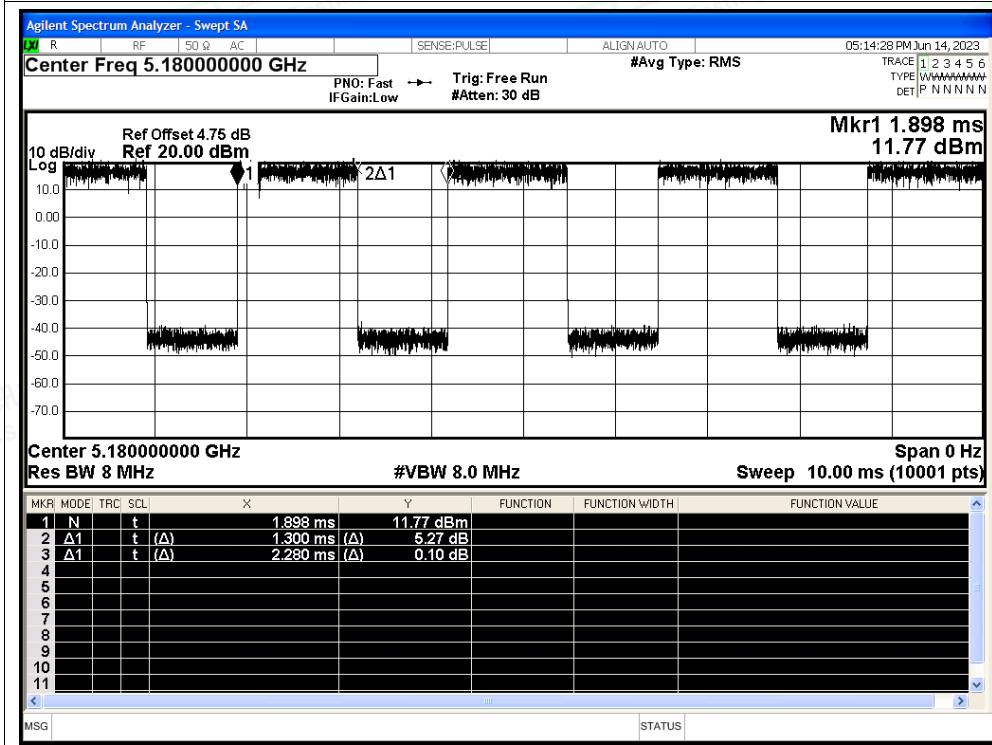 Agilent Spectrum Analyzer - Swept SA
LXI R RF 50 Ω AC SENSE:PULSE ALIGN AUTO 05:14:28 PM Jun 14, 2023
Center Freq 5.180000000 GHz #Avg Type: RMS TRACE 1 2 3 4 5 6
PNO: Fast Trig: Free Run TYPE WWWWWW
IFGain:Low #Atten: 30 dB DET P N N N N N
Mkr1 1.898 ms
Ref Offset 4.75 dB
10 dB/div Ref 20.00 dBm 11.77 dBm
Log
1 2Δ1
10.0
0.00
-10.0
-20.0
-30.0
-40.0
-50.0
-60.0
-70.0
Center 5.180000000 GHz Span 0 Hz
Res BW 8 MHz #VBW 8.0 MHz Sweep 10.00 ms (10001 pts)
MKR MODE TRC SCL X Y FUNCTION FUNCTION WIDTH FUNCTION VALUE
1 N t 1.898 ms 11.77 dBm
2 Δ1 t (Δ) 1.300 ms (Δ) 5.27 dB
3 Δ1 t (Δ) 2.280 ms (Δ) 0.10 dB
4
5
6
7
8
9
10
11
MSG STATUS